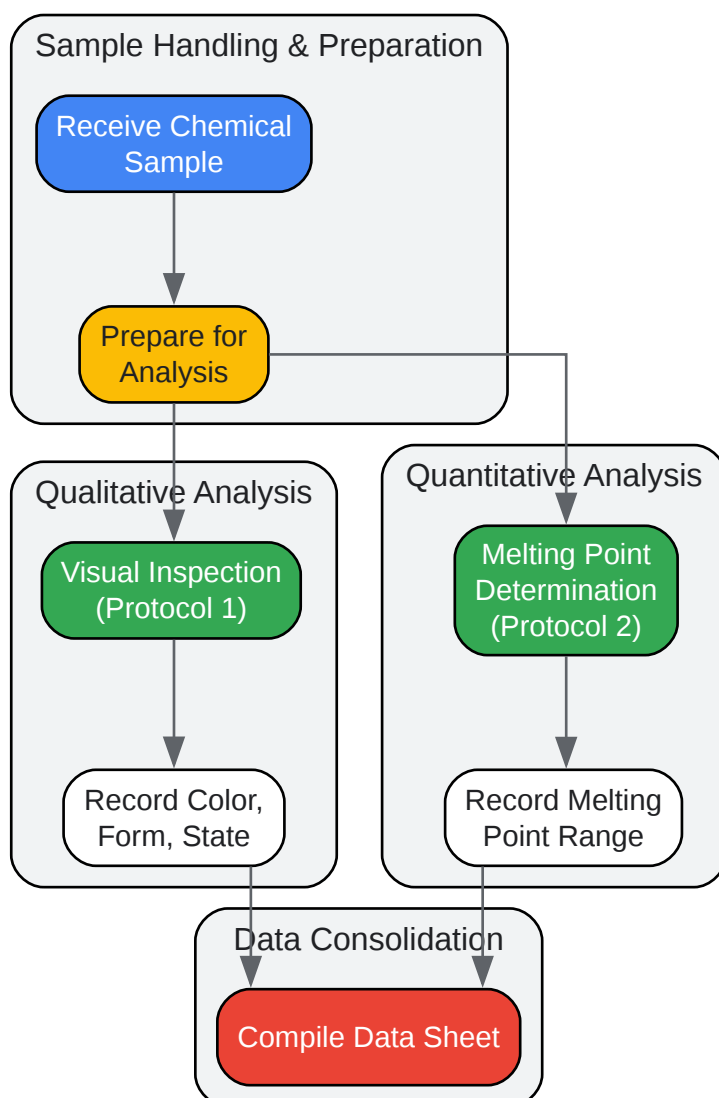 Sample Handling & Preparation
Receive Chemical
Sample
Prepare for
Analysis
Qualitative Analysis
Visual Inspection
(Protocol 1)
Record Color,
Form, State
Quantitative Analysis
Melting Point
Determination
(Protocol 2)
Record Melting
Point Range
Data Consolidation
Compile Data Sheet